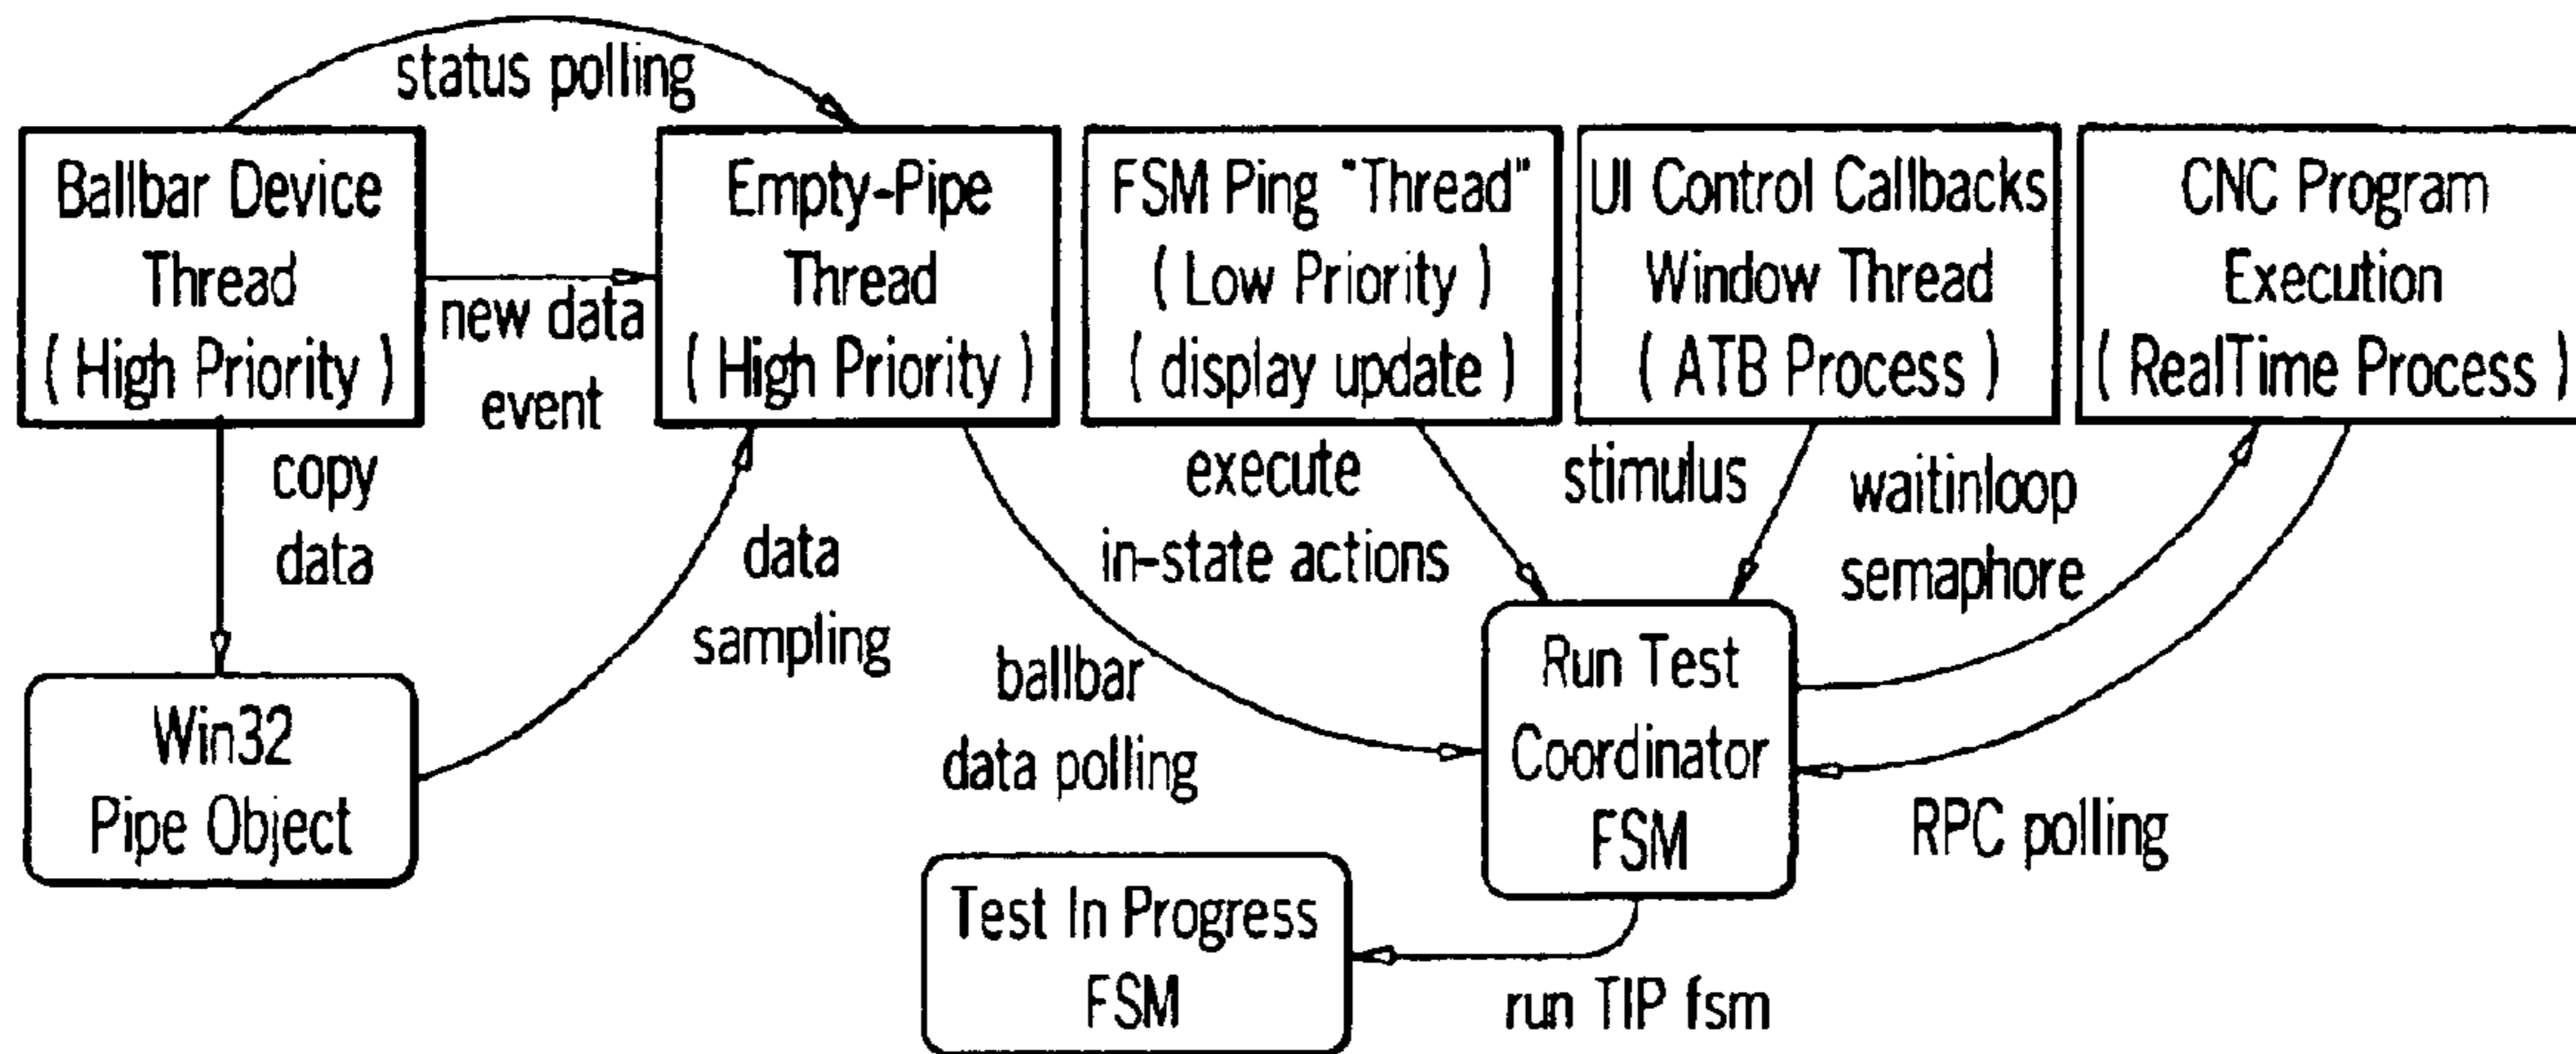 status polling
Ballbar Device
Thread
( High Priority )
new data
event
Empty-Pipe
Thread
( High Priority )
FSM Ping "Thread"
( Low Priority )
( display update )
UI Control Callbacks
Window Thread
( ATB Process )
CNC Program
Execution
( RealTime Process )
copy
data
data
sampling
execute
in-state actions
stimulus
waitinloop
semaphore
ballbar
data polling
Win32
Pipe Object
Run Test
Coordinator
FSM
RPC polling
Test In Progress
FSM
run TIP fsm